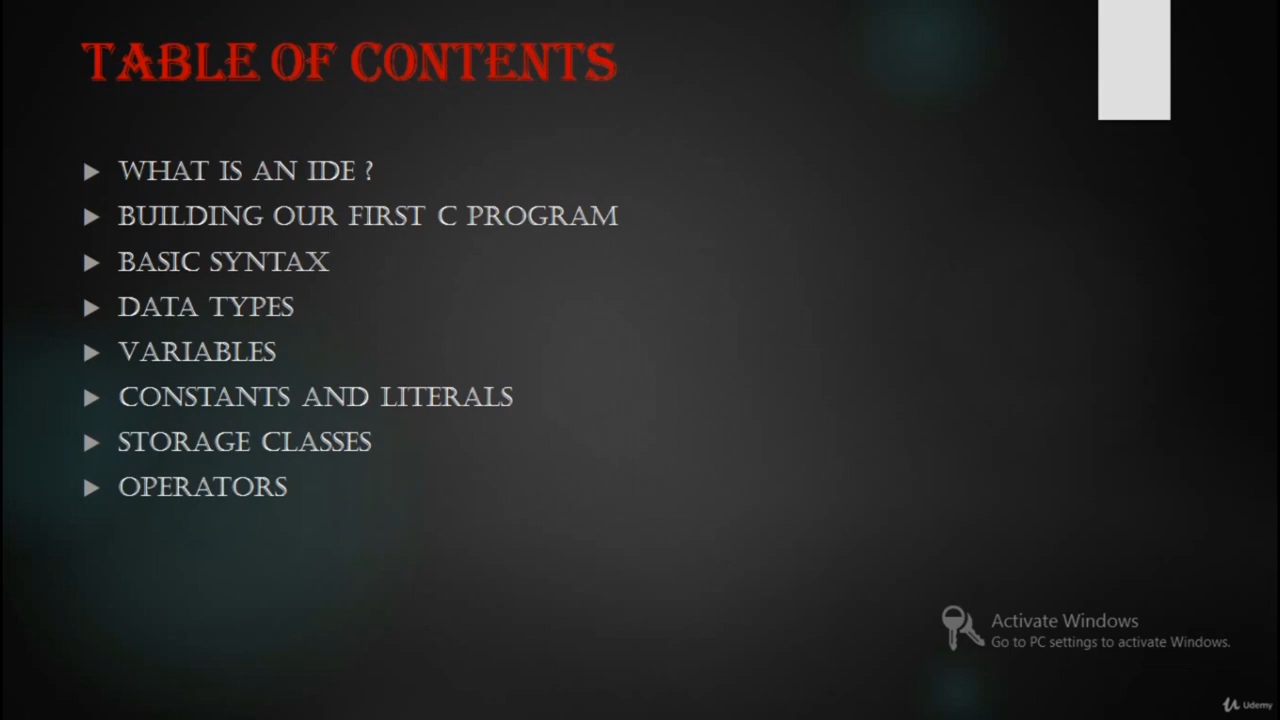 TABLE OF CONTENTS
WHAT IS AN IDE ?
BUILDING OUR FIRST C PROGRAM
BASIC SYNTAX
DATA TYPES
VARIABLES
CONSTANTS AND LITERALS
STORAGE CLASSES
OPERATORS
Activate Windows
Go to PC settings to activate Windows.
Udemy